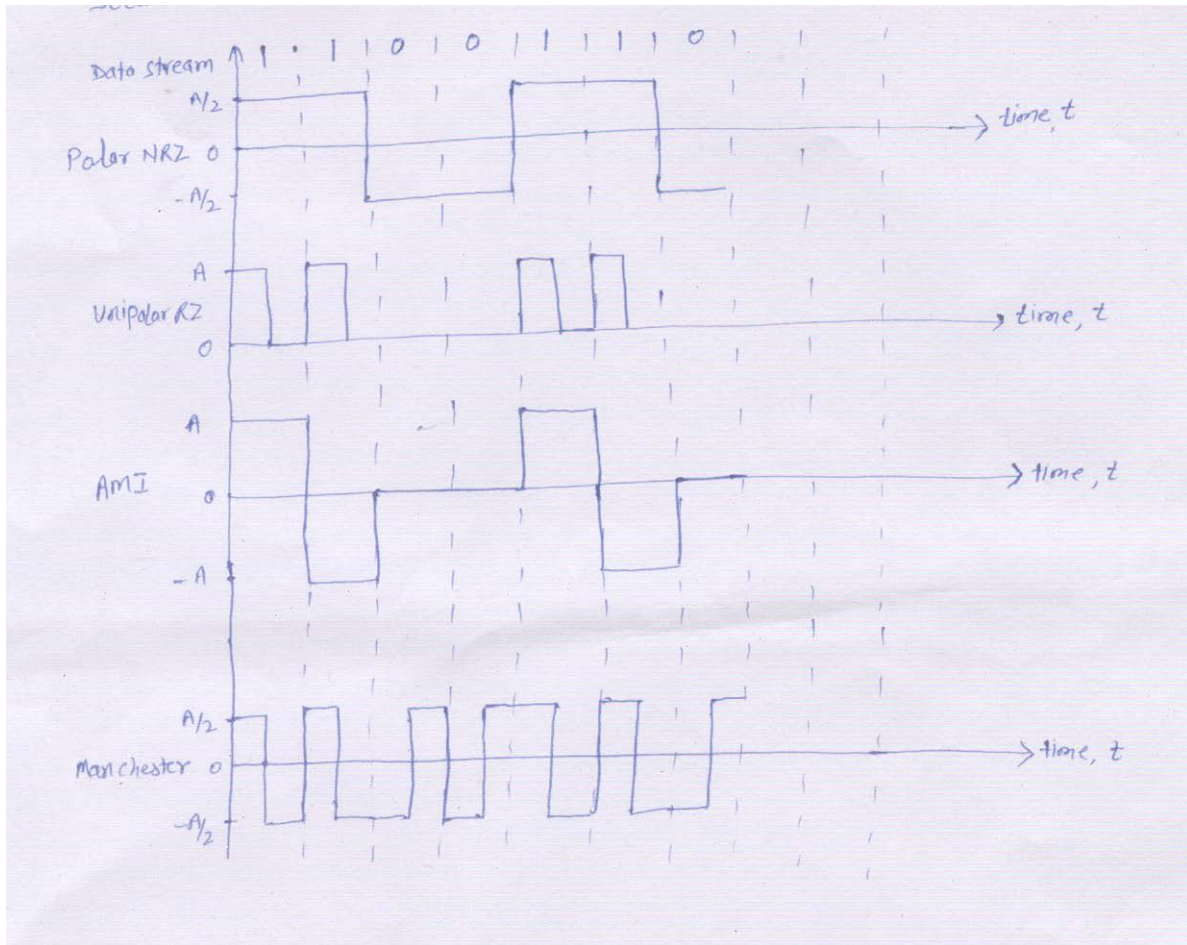 1 1 0 0 1 1 0
Data stream
A/2
Polar NRZ 0
time, t
-A/2
A
Unipolar RZ
0
time, t
A
AMI
0
time, t
-A
A/2
Manchester 0
time, t
-A/2